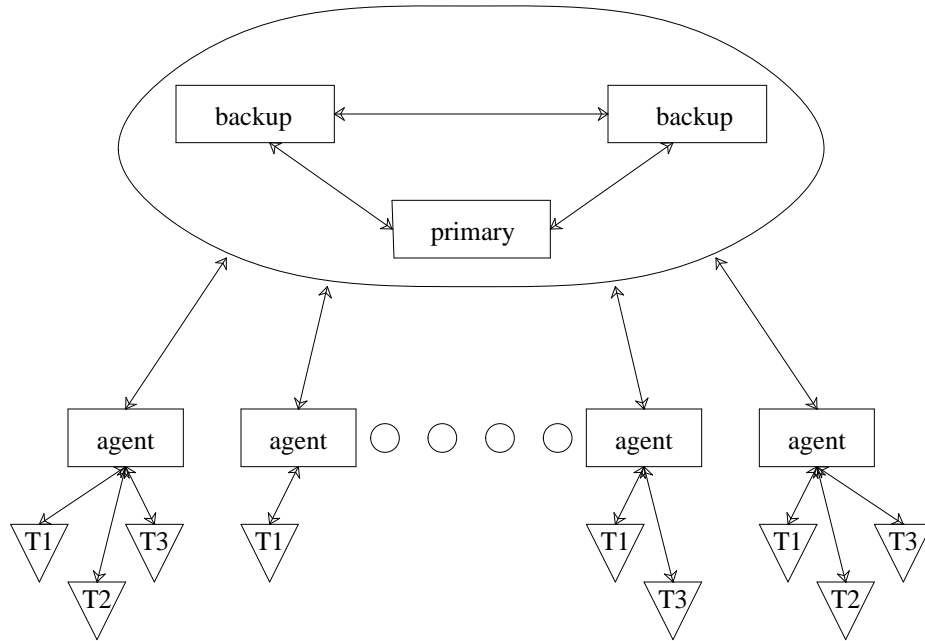 backup backup
primary
agent agent agent agent
T1 T3 T1 T1 T1 T3
T2 T3 T2